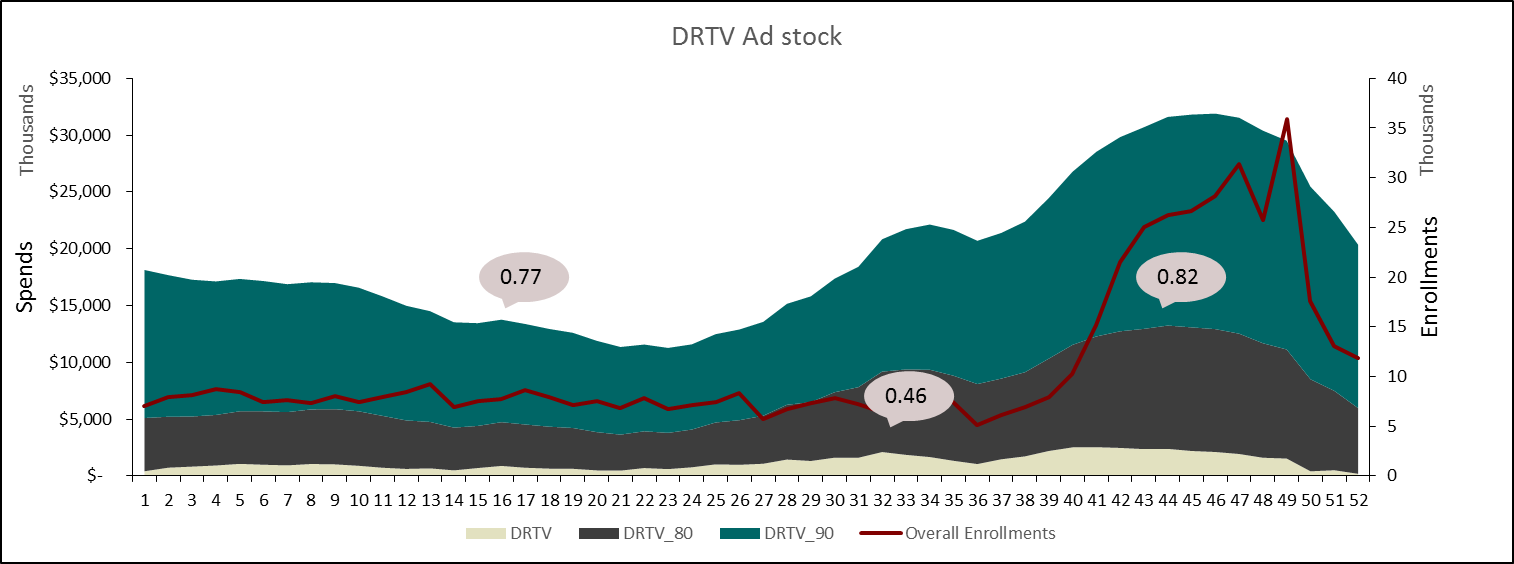 DRTV Ad stock
Thousands
Spends
$35,000
$30,000
$25,000
$20,000
$15,000
$10,000
$5,000
$-
0.77
0.46
0.82
40
35
30
25
20
15
10
5
0
Thousands
Enrollments
1 2 3 4 5 6 7 8 9 10 11 12 13 14 15 16 17 18 19 20 21 22 23 24 25 26 27 28 29 30 31 32 33 34 35 36 37 38 39 40 41 42 43 44 45 46 47 48 49 50 51 52
DRTV DRTV_80 DRTV_90 Overall Enrollments